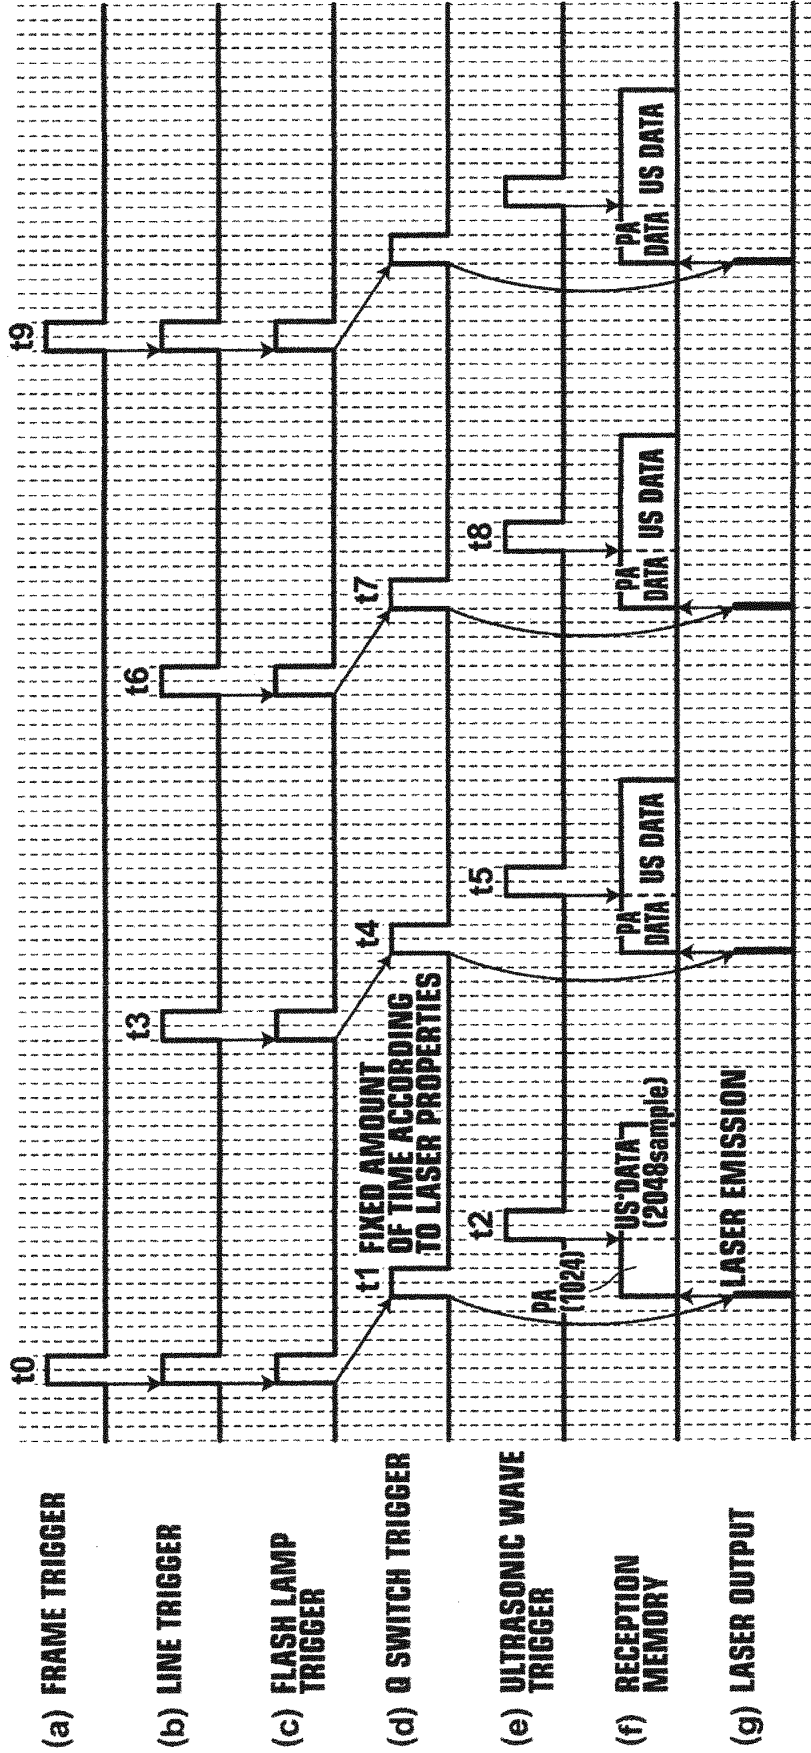 (a) FRAME TRIGGER
t0
t9
(b) LINE TRIGGER
t3
t6
(c) FLASH LAMP
TRIGGER
(d) Q SWITCH TRIGGER
t1
FIXED AMOUNT
OF TIME ACCORDING
TO LASER PROPERTIES
t4
t7
(e) ULTRASONIC WAVE
TRIGGER
t2
t5
t8
(f) RECEPTION
MEMORY
PA
(1024)
US DATA
(2048sample)
PA
DATA
US DATA
PA
DATA
US DATA
PA
DATA
US DATA
(g) LASER OUTPUT
LASER EMISSION